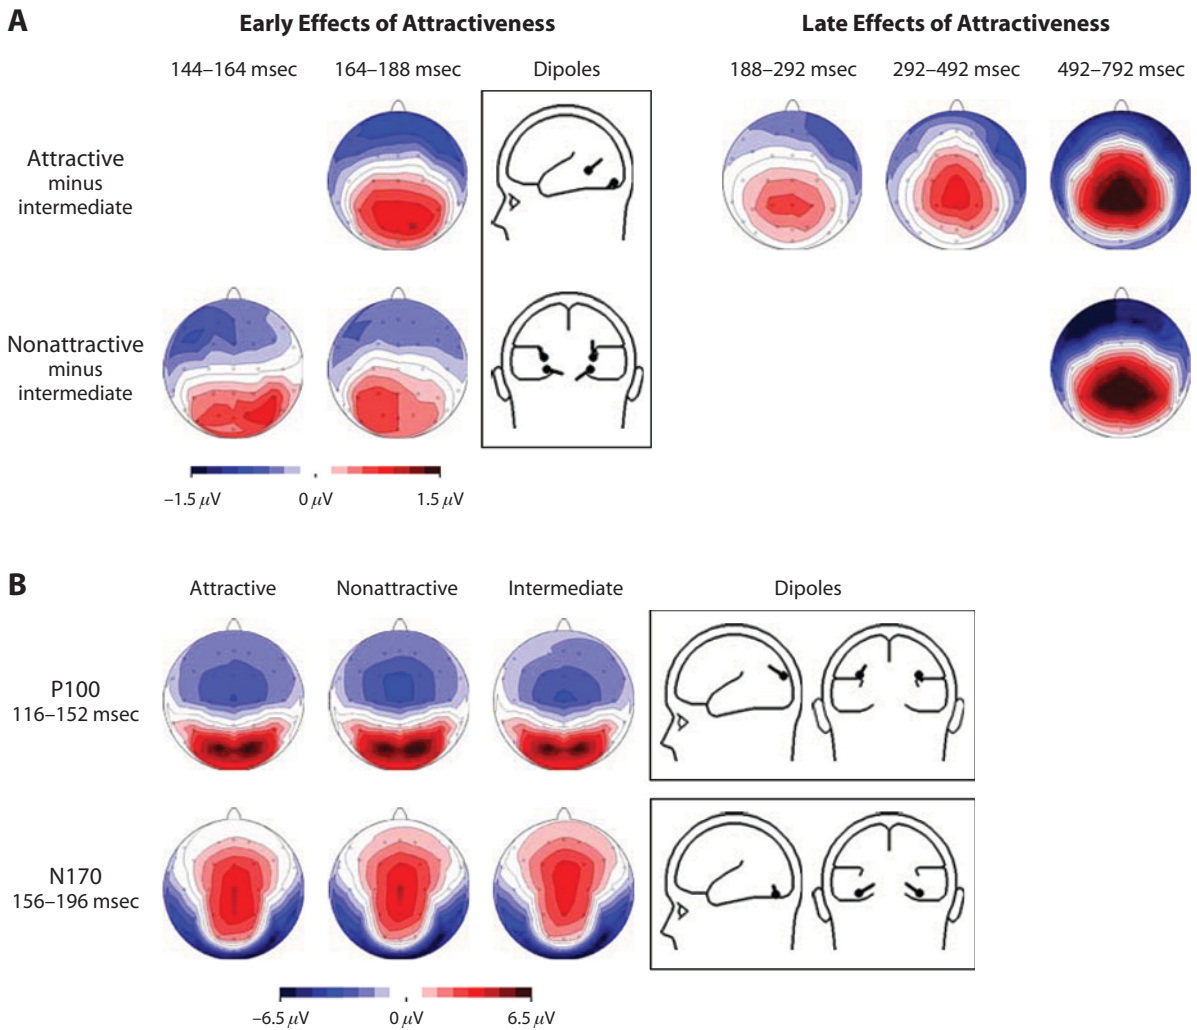 A
Early Effects of Attractiveness
Late Effects of Attractiveness
144–164 msec
164–188 msec
Dipoles
188–292 msec
292–492 msec
492–792 msec
Attractive
minus
intermediate
Nonattractive
minus
intermediate
–1.5 μV
0 μV
1.5 μV
B
Attractive
Nonattractive
Intermediate
Dipoles
P100
116–152 msec
N170
156–196 msec
–6.5 μV
0 μV
6.5 μV